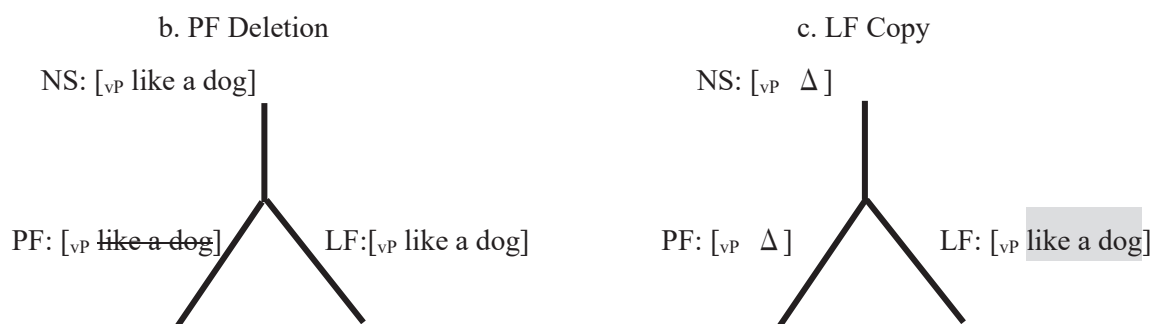 b. PF Deletion
NS: [vP like a dog]
PF: [vP like a dog]
LF:[vP like a dog]
c. LF Copy
NS: [vP Δ ]
PF: [vP Δ ]
LF: [vP like a dog]